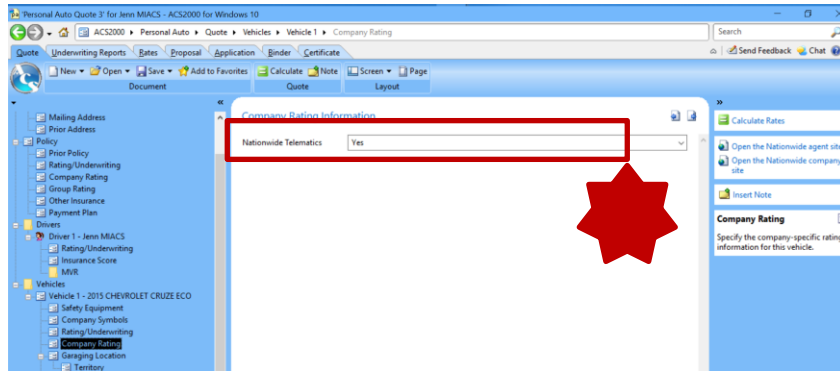 'Personal Auto Quote 3' for Jenn MIACS - ACS2000 for Windows 10
ACS2000 Personal Auto Quote Vehicles Vehicle 1 Company Rating
Search
Quote Underwriting Reports Rates Proposal Application Binder Certificate
Send Feedback Chat
New Open Save Add to Favorites Calculate Note Screen Page
Document Quote Layout
Mailing Address
Prior Address
Policy
Prior Policy
Rating/Underwriting
Company Rating
Group Rating
Other Insurance
Payment Plan
Drivers
Driver 1 - Jenn MIACS
Rating/Underwriting
Insurance Score
MVR
Vehicles
Vehicle 1 - 2015 CHEVROLET CRUZE ECO
Safety Equipment
Company Symbols
Rating/Underwriting
Company Rating
Garaging Location
Territory
Company Rating Information
Nationwide Telematics Yes
Calculate Rates
Open the Nationwide agent site
Open the Nationwide company
site
Insert Note
Company Rating
Specify the company-specific rating
information for this vehicle.